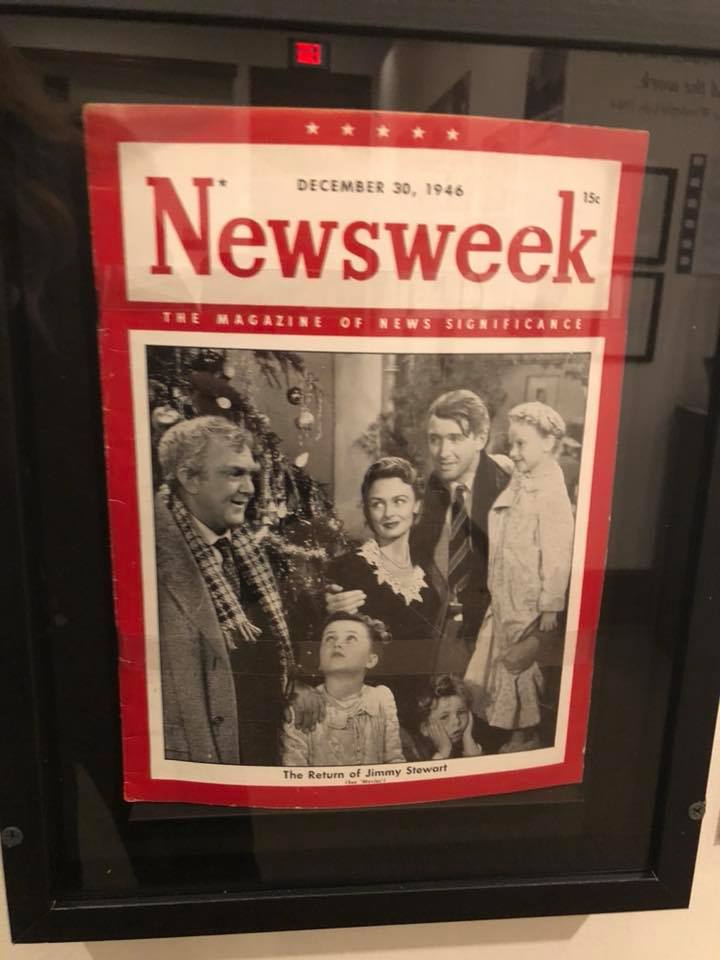 DECEMBER 30, 1946
15c
Newsweek
THE MAGAZINE OF NEWS SIGNIFICANCE
The Return of Jimmy Stewart